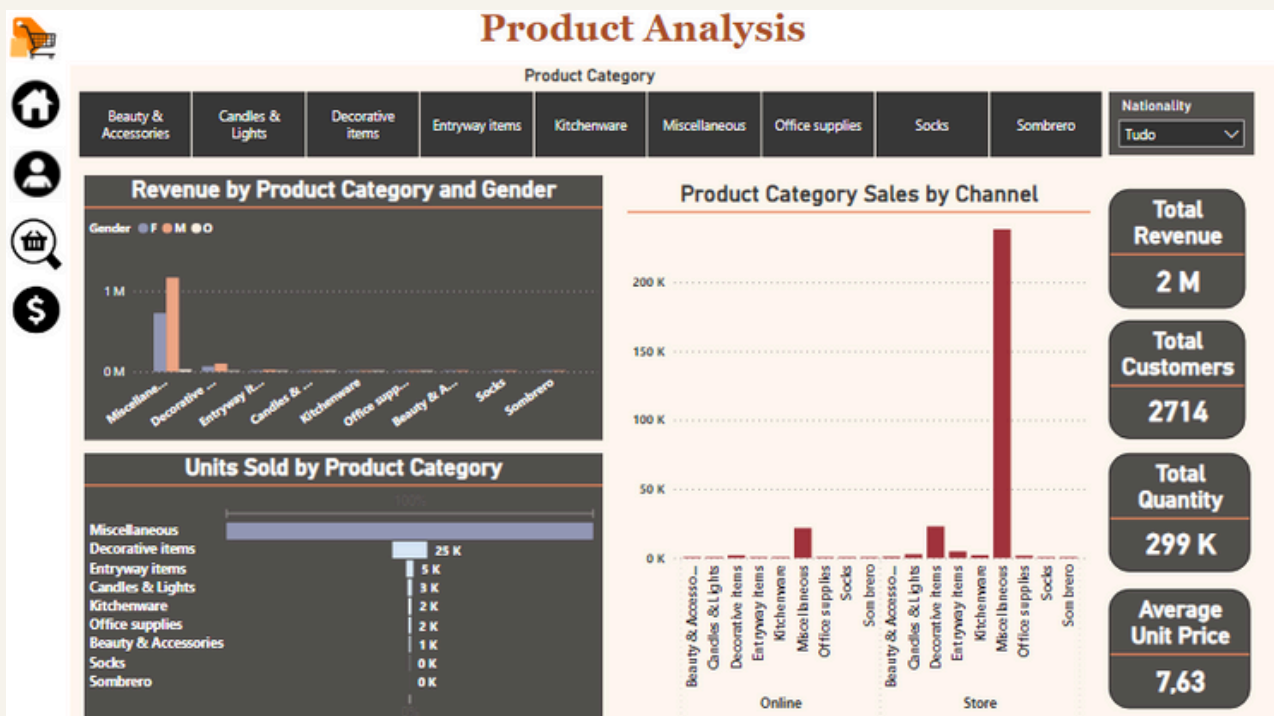 Product Analysis
Product Category
Beauty &
Accessories
Candles &
Lights
Decorative
items
Entryway items
Kitchenware
Miscellaneous
Office supplies
Socks
Sombrero
Nationality
Tudo
Revenue by Product Category and Gender
Gender F M O
1 M
0 M
Miscellane...
Decorative ...
Entryway it...
Candles & ...
Kitchenware
Office supp...
Beauty & A...
Socks
Sombrero
Units Sold by Product Category
100%
Miscellaneous
Decorative items 25 K
Entryway items 5 K
Candles & Lights 3 K
Kitchenware 2 K
Office supplies 2 K
Beauty & Accessories 1 K
Socks 0 K
Sombrero 0 K
Product Category Sales by Channel
200 K
150 K
100 K
50 K
0 K
Beauty & Accesso...
Candles & Lights
Decorative items
Entryway items
Kitchenware
Miscellaneous
Office supplies
Socks
Sombrero
Beauty & Accesso...
Candles & Lights
Decorative items
Entryway items
Kitchenware
Miscellaneous
Office supplies
Socks
Sombrero
Online
Store
Total
Revenue
2 M
Total
Customers
2714
Total
Quantity
299 K
Average
Unit Price
7,63